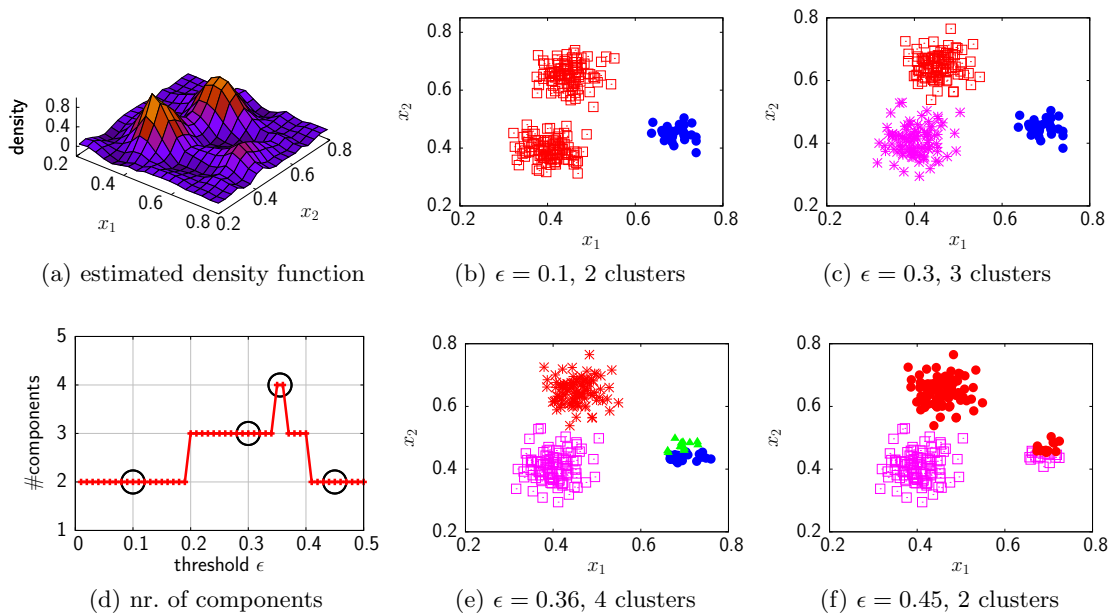 density
0.8
0.4
0
0.2
0.4
0.6
0.8
x1
0.2
0.4
0.6
0.8
x2
(a) estimated density function
0.8
0.6
0.4
0.2
x2
0.2 0.4 0.6 0.8
x1
(b) ϵ = 0.1, 2 clusters
0.8
0.6
0.4
0.2
x2
0.2 0.4 0.6 0.8
x1
(c) ϵ = 0.3, 3 clusters
5
4
3
2
1
#components
0 0.1 0.2 0.3 0.4 0.5
threshold ϵ
(d) nr. of components
0.8
0.6
0.4
0.2
x2
0.2 0.4 0.6 0.8
x1
(e) ϵ = 0.36, 4 clusters
0.8
0.6
0.4
0.2
x2
0.2 0.4 0.6 0.8
x1
(f) ϵ = 0.45, 2 clusters